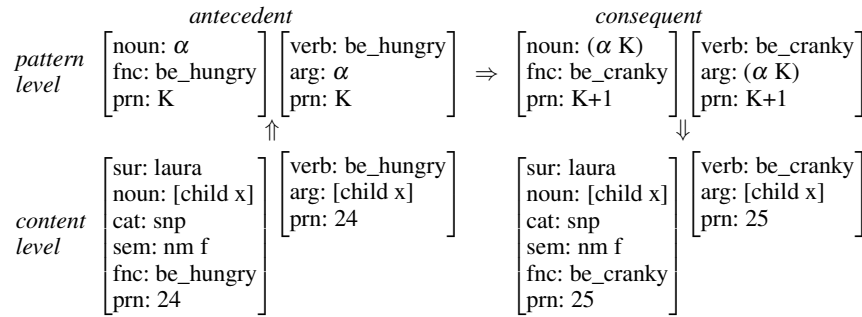 antecedent consequent
noun: α verb: be_hungry noun: (α K) verb: be_cranky
pattern fnc: be_hungry arg: α ⇒ fnc: be_cranky arg: (α K)
level prn: K prn: K prn: K+1 prn: K+1
⇑ ⇓
sur: laura verb: be_hungry sur: laura verb: be_cranky
noun: [child x] arg: [child x] noun: [child x] arg: [child x]
content cat: snp prn: 24 cat: snp prn: 25
level sem: nm f sem: nm f
fnc: be_hungry fnc: be_cranky
prn: 24 prn: 25